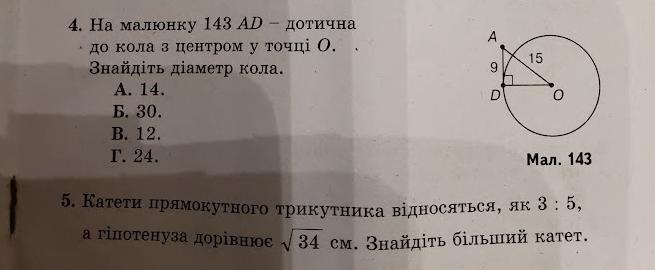 4. На малюнку 143 AD – дотична
до кола з центром у точці O.
Знайдіть діаметр кола.
А. 14.
Б. 30.
В. 12.
Г. 24.
A
15
9
D
O
Мал. 143
5. Катети прямокутного трикутника відносяться, як 3 : 5,
а гіпотенуза дорівнює √34 см. Знайдіть більший катет.